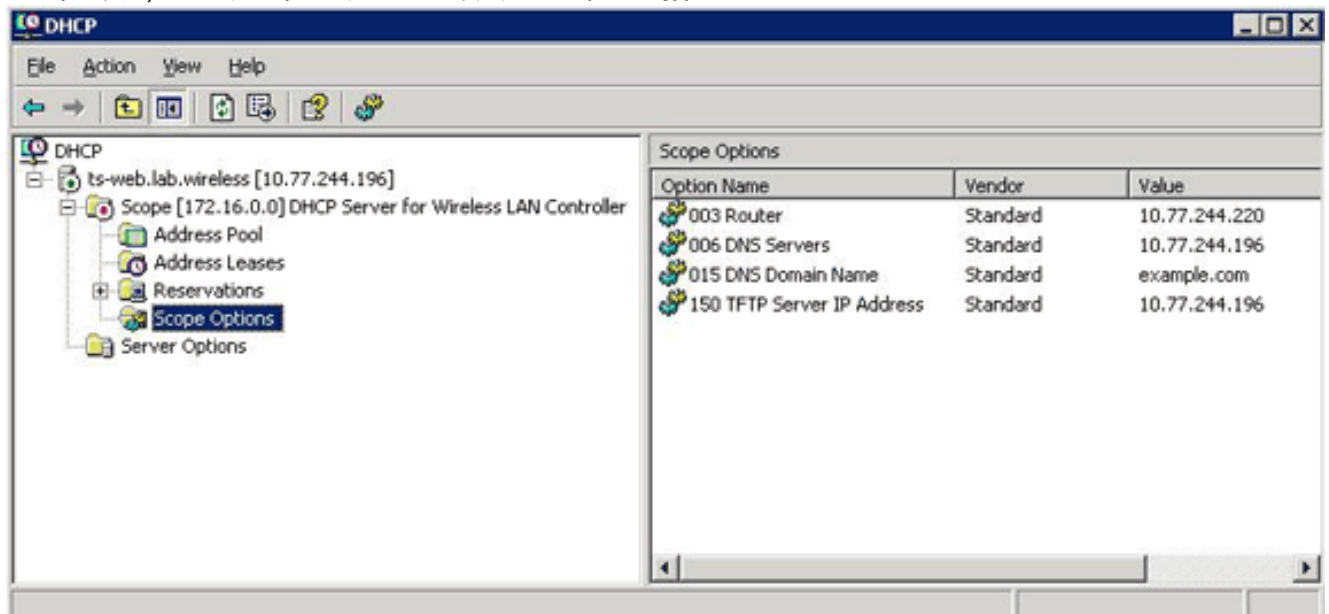 DHCP
File Action View Help
DHCP
ts-web.lab.wireless [10.77.244.196]
Scope [172.16.0.0] DHCP Server for Wireless LAN Controller
Address Pool
Address Leases
Reservations
Scope Options
Server Options
Scope Options
Option Name Vendor Value
003 Router Standard 10.77.244.220
006 DNS Servers Standard 10.77.244.196
015 DNS Domain Name Standard example.com
150 TFTP Server IP Address Standard 10.77.244.196